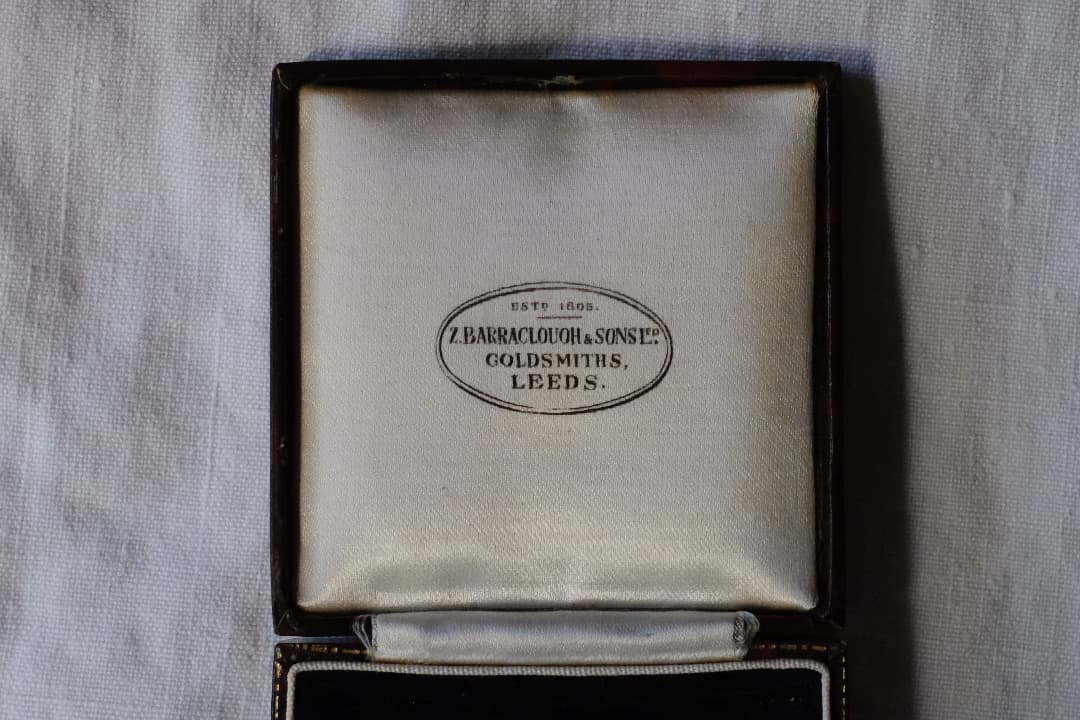 ESTD 1805.
Z.BARRACLOUGH & SONS LTD.
GOLDSMITHS,
LEEDS.